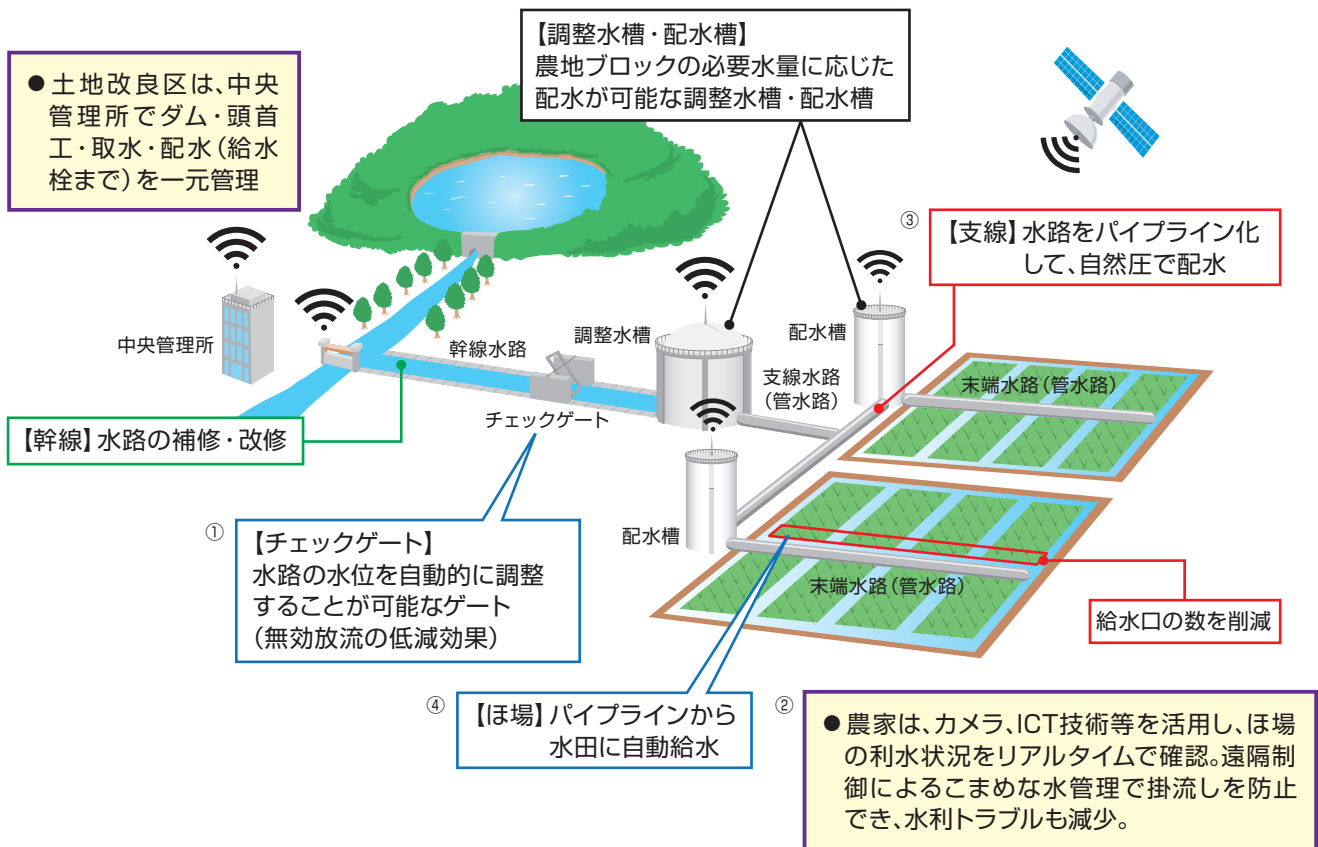 【調整水槽・配水槽】
農地ブロックの必要水量に応じた
配水が可能な調整水槽・配水槽
●土地改良区は、中央
管理所でダム・頭首
工・取水・配水(給水
栓まで)を一元管理
③
【支線】水路をパイプライン化
して、自然圧で配水
中央管理所
幹線水路
調整水槽
配水槽
支線水路
(管水路)
末端水路(管水路)
チェックゲート
【幹線】水路の補修・改修
①
【チェックゲート】
水路の水位を自動的に調整
することが可能なゲート
(無効放流の低減効果)
配水槽
末端水路(管水路)
給水口の数を削減
④
【ほ場】パイプラインから
水田に自動給水
②
●農家は、カメラ、ICT技術等を活用し、ほ場
の利水状況をリアルタイムで確認。遠隔制
御によるこまめな水管理で掛流しを防止
でき、水利トラブルも減少。